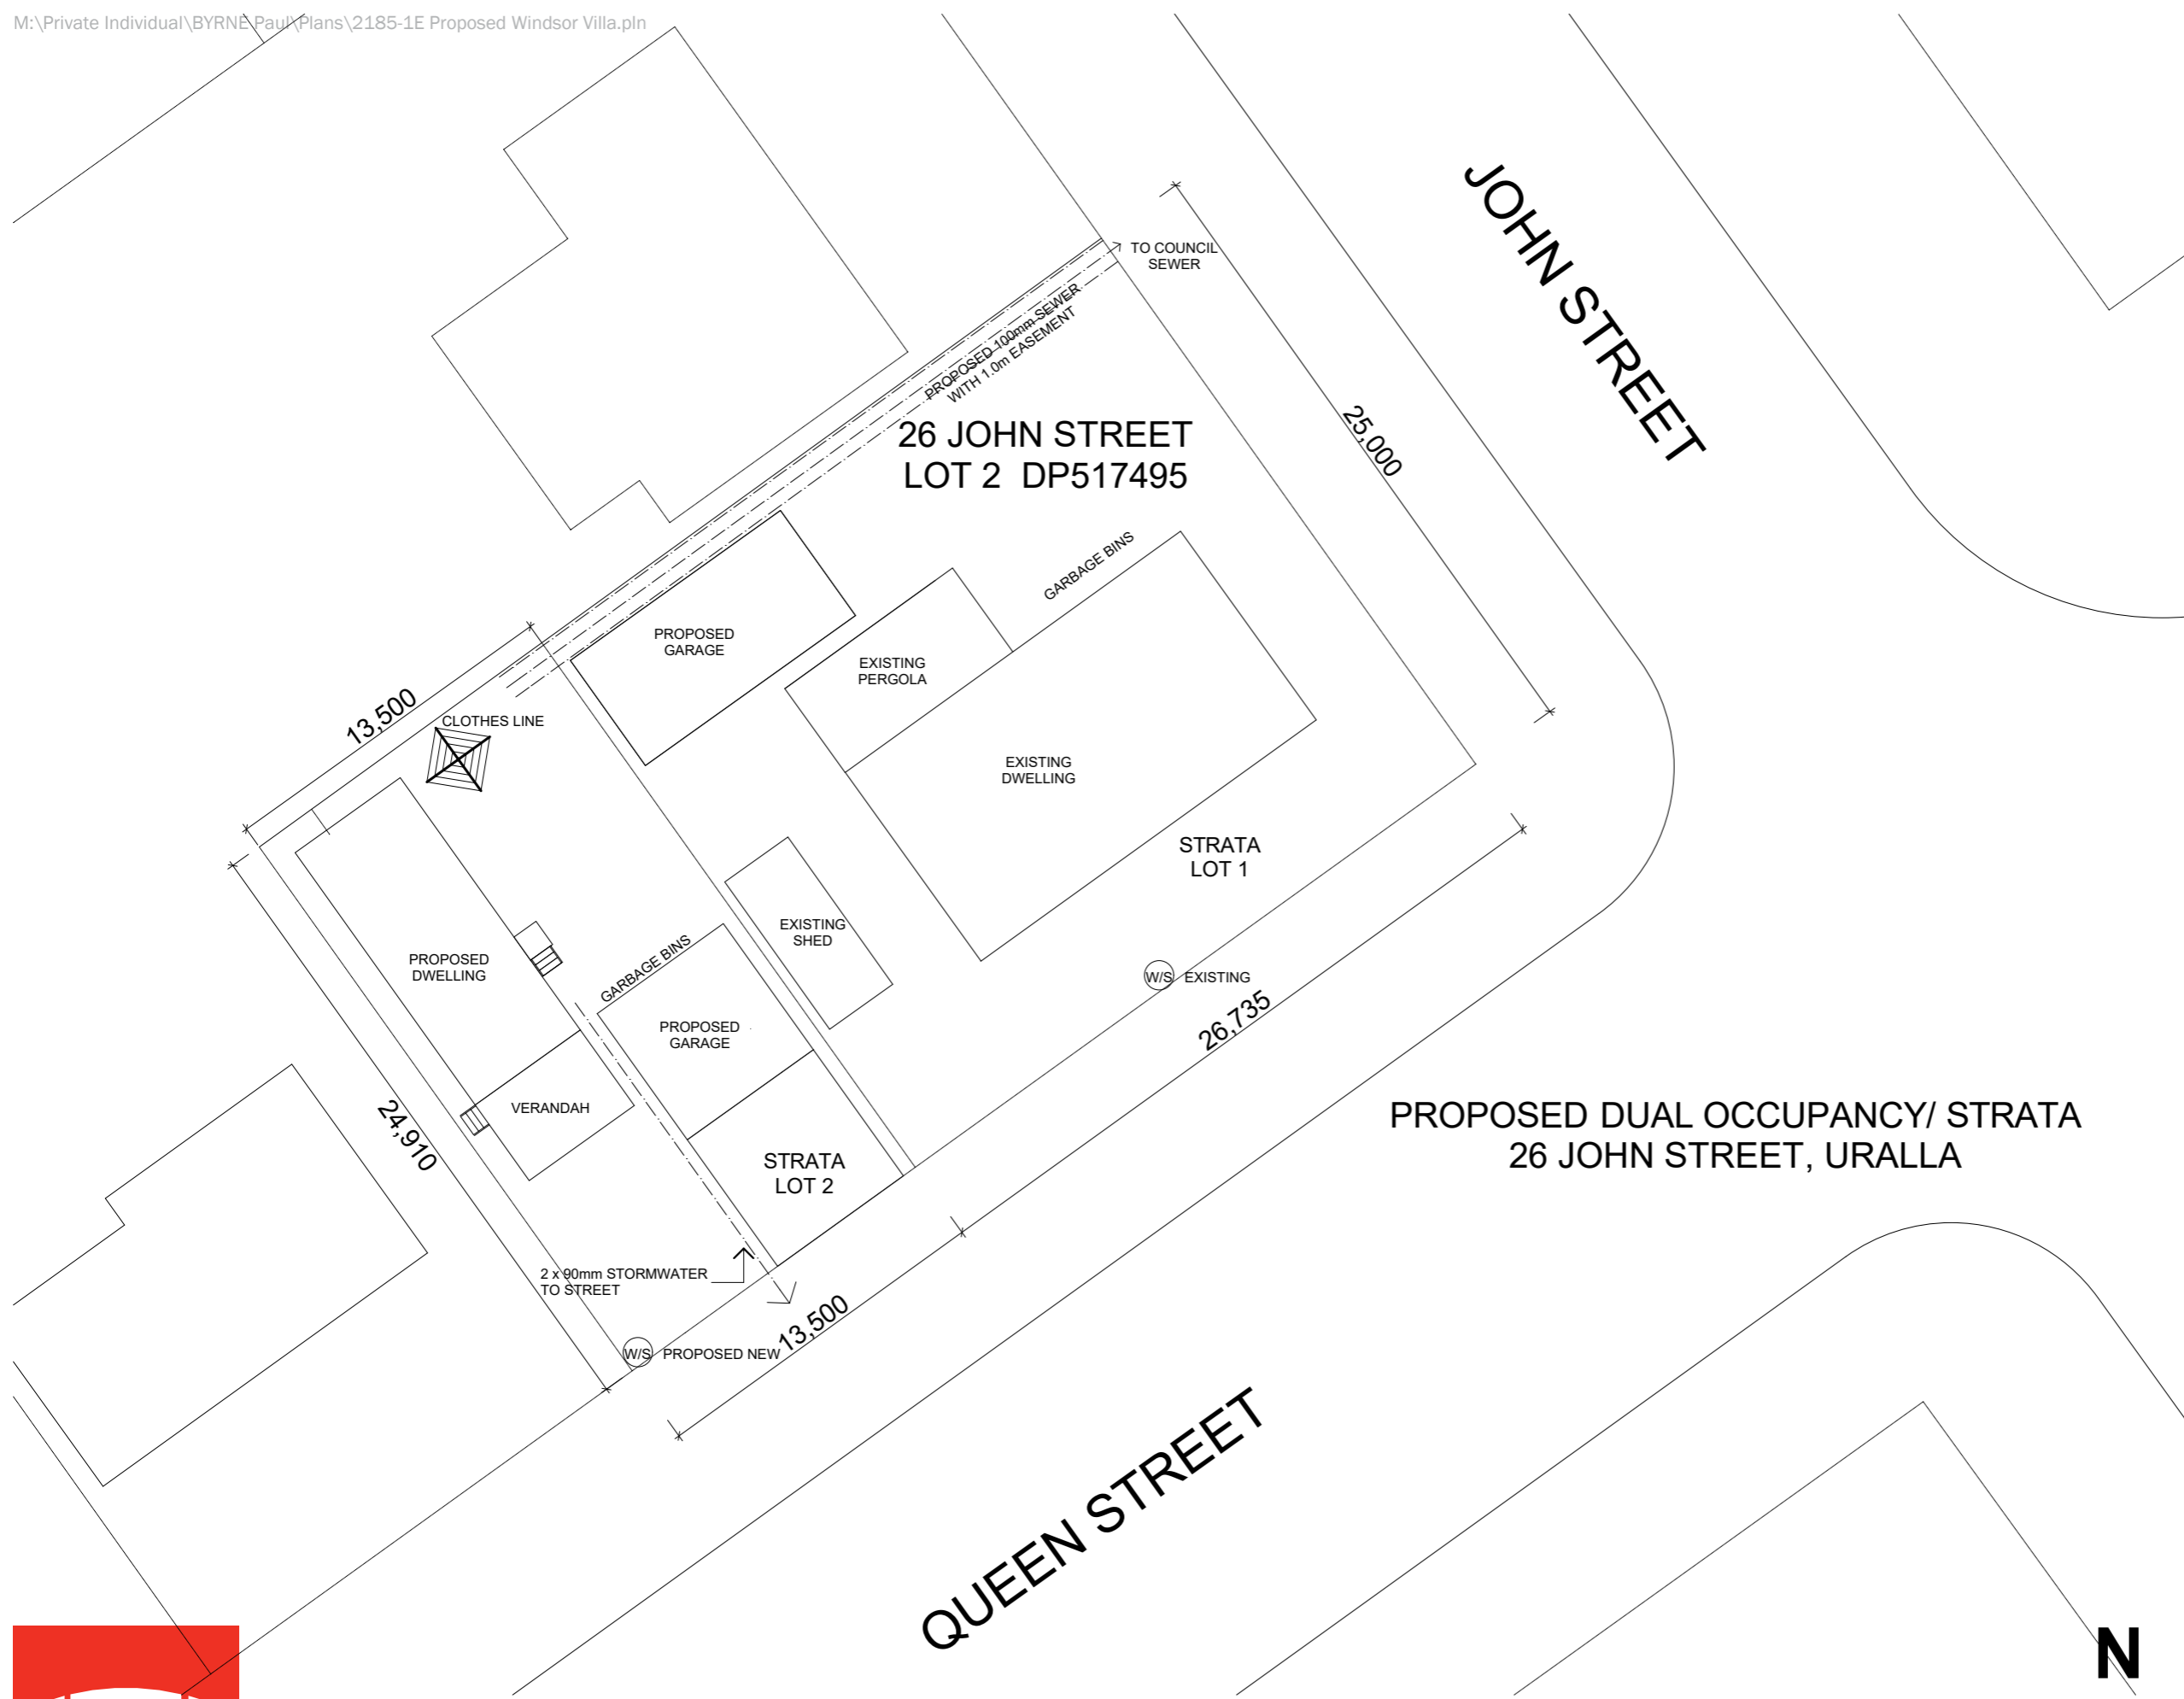 M:\Private Individual\BYRNE Paul\Plans\2185-1E Proposed Windsor Villa.pln
JOHN STREET
TO COUNCIL
SEWER
PROPOSED 100mm SEWER
WITH 1.0m EASEMENT
26 JOHN STREET
LOT 2 DP517495
25,000
GARBAGE BINS
PROPOSED
GARAGE
EXISTING
PERGOLA
13,500
CLOTHES LINE
EXISTING
DWELLING
STRATA
LOT 1
EXISTING
SHED
PROPOSED
DWELLING
GARBAGE BINS
W/S EXISTING
PROPOSED
GARAGE
26,735
VERANDAH
24,910
PROPOSED DUAL OCCUPANCY/ STRATA
26 JOHN STREET, URALLA
STRATA
LOT 2
2 x 90mm STORMWATER
TO STREET
13,500
W/S PROPOSED NEW
QUEEN STREET
N